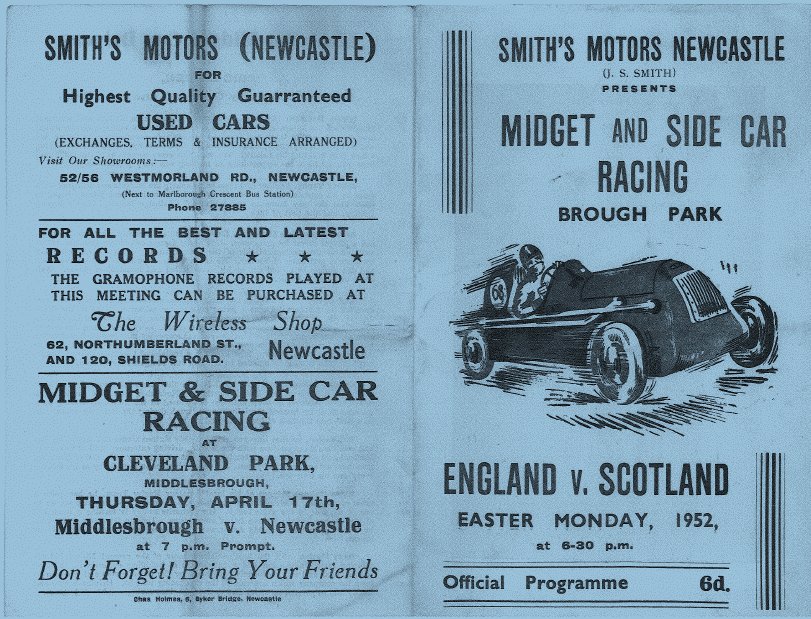 SMITH'S MOTORS (NEWCASTLE)
FOR
Highest Quality Guarranteed
USED CARS
(EXCHANGES, TERMS & INSURANCE ARRANGED)
Visit Our Showrooms :—
52/56 WESTMORLAND RD., NEWCASTLE,
(Next to Marlborough Crescent Bus Station)
Phone 27885
FOR ALL THE BEST AND LATEST
RECORDS ★ ★ ★
THE GRAMOPHONE RECORDS PLAYED AT
THIS MEETING CAN BE PURCHASED AT
The Wireless Shop
62, NORTHUMBERLAND ST.,
AND 120, SHIELDS ROAD.
Newcastle
MIDGET & SIDE CAR
RACING
AT
CLEVELAND PARK,
MIDDLESBROUGH,
THURSDAY, APRIL 17th,
Middlesbrough v. Newcastle
at 7 p.m. Prompt.
Don't Forget! Bring Your Friends
Chas Holmes, 5, Byker Bridge, Newcastle
SMITH'S MOTORS NEWCASTLE
(J. S. SMITH)
PRESENTS
MIDGET AND SIDE CAR
RACING
BROUGH PARK
ENGLAND v. SCOTLAND
EASTER MONDAY, 1952,
at 6-30 p.m.
Official Programme 6d.